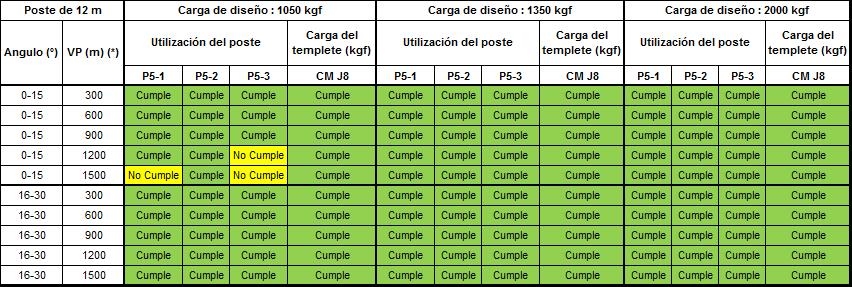 Poste de 12 m Carga de diseño : 1050 kgf Carga de diseño : 1350 kgf Carga de diseño : 2000 kgf
Angulo (°) VP (m) (*) Utilización del poste Carga del templete (kgf) Utilización del poste Carga del templete (kgf) Utilización del poste Carga del templete (kgf)
P5-1 P5-2 P5-3 CM J8 P5-1 P5-2 P5-3 CM J8 P5-1 P5-2 P5-3 CM J8
0-15 300 Cumple Cumple Cumple Cumple Cumple Cumple Cumple Cumple Cumple Cumple Cumple Cumple
0-15 600 Cumple Cumple Cumple Cumple Cumple Cumple Cumple Cumple Cumple Cumple Cumple Cumple
0-15 900 Cumple Cumple Cumple Cumple Cumple Cumple Cumple Cumple Cumple Cumple Cumple Cumple
0-15 1200 Cumple Cumple No Cumple Cumple Cumple Cumple Cumple Cumple Cumple Cumple Cumple Cumple
0-15 1500 No Cumple Cumple No Cumple Cumple Cumple Cumple Cumple Cumple Cumple Cumple Cumple Cumple
16-30 300 Cumple Cumple Cumple Cumple Cumple Cumple Cumple Cumple Cumple Cumple Cumple Cumple
16-30 600 Cumple Cumple Cumple Cumple Cumple Cumple Cumple Cumple Cumple Cumple Cumple Cumple
16-30 900 Cumple Cumple Cumple Cumple Cumple Cumple Cumple Cumple Cumple Cumple Cumple Cumple
16-30 1200 Cumple Cumple Cumple Cumple Cumple Cumple Cumple Cumple Cumple Cumple Cumple Cumple
16-30 1500 Cumple Cumple Cumple Cumple Cumple Cumple Cumple Cumple Cumple Cumple Cumple Cumple